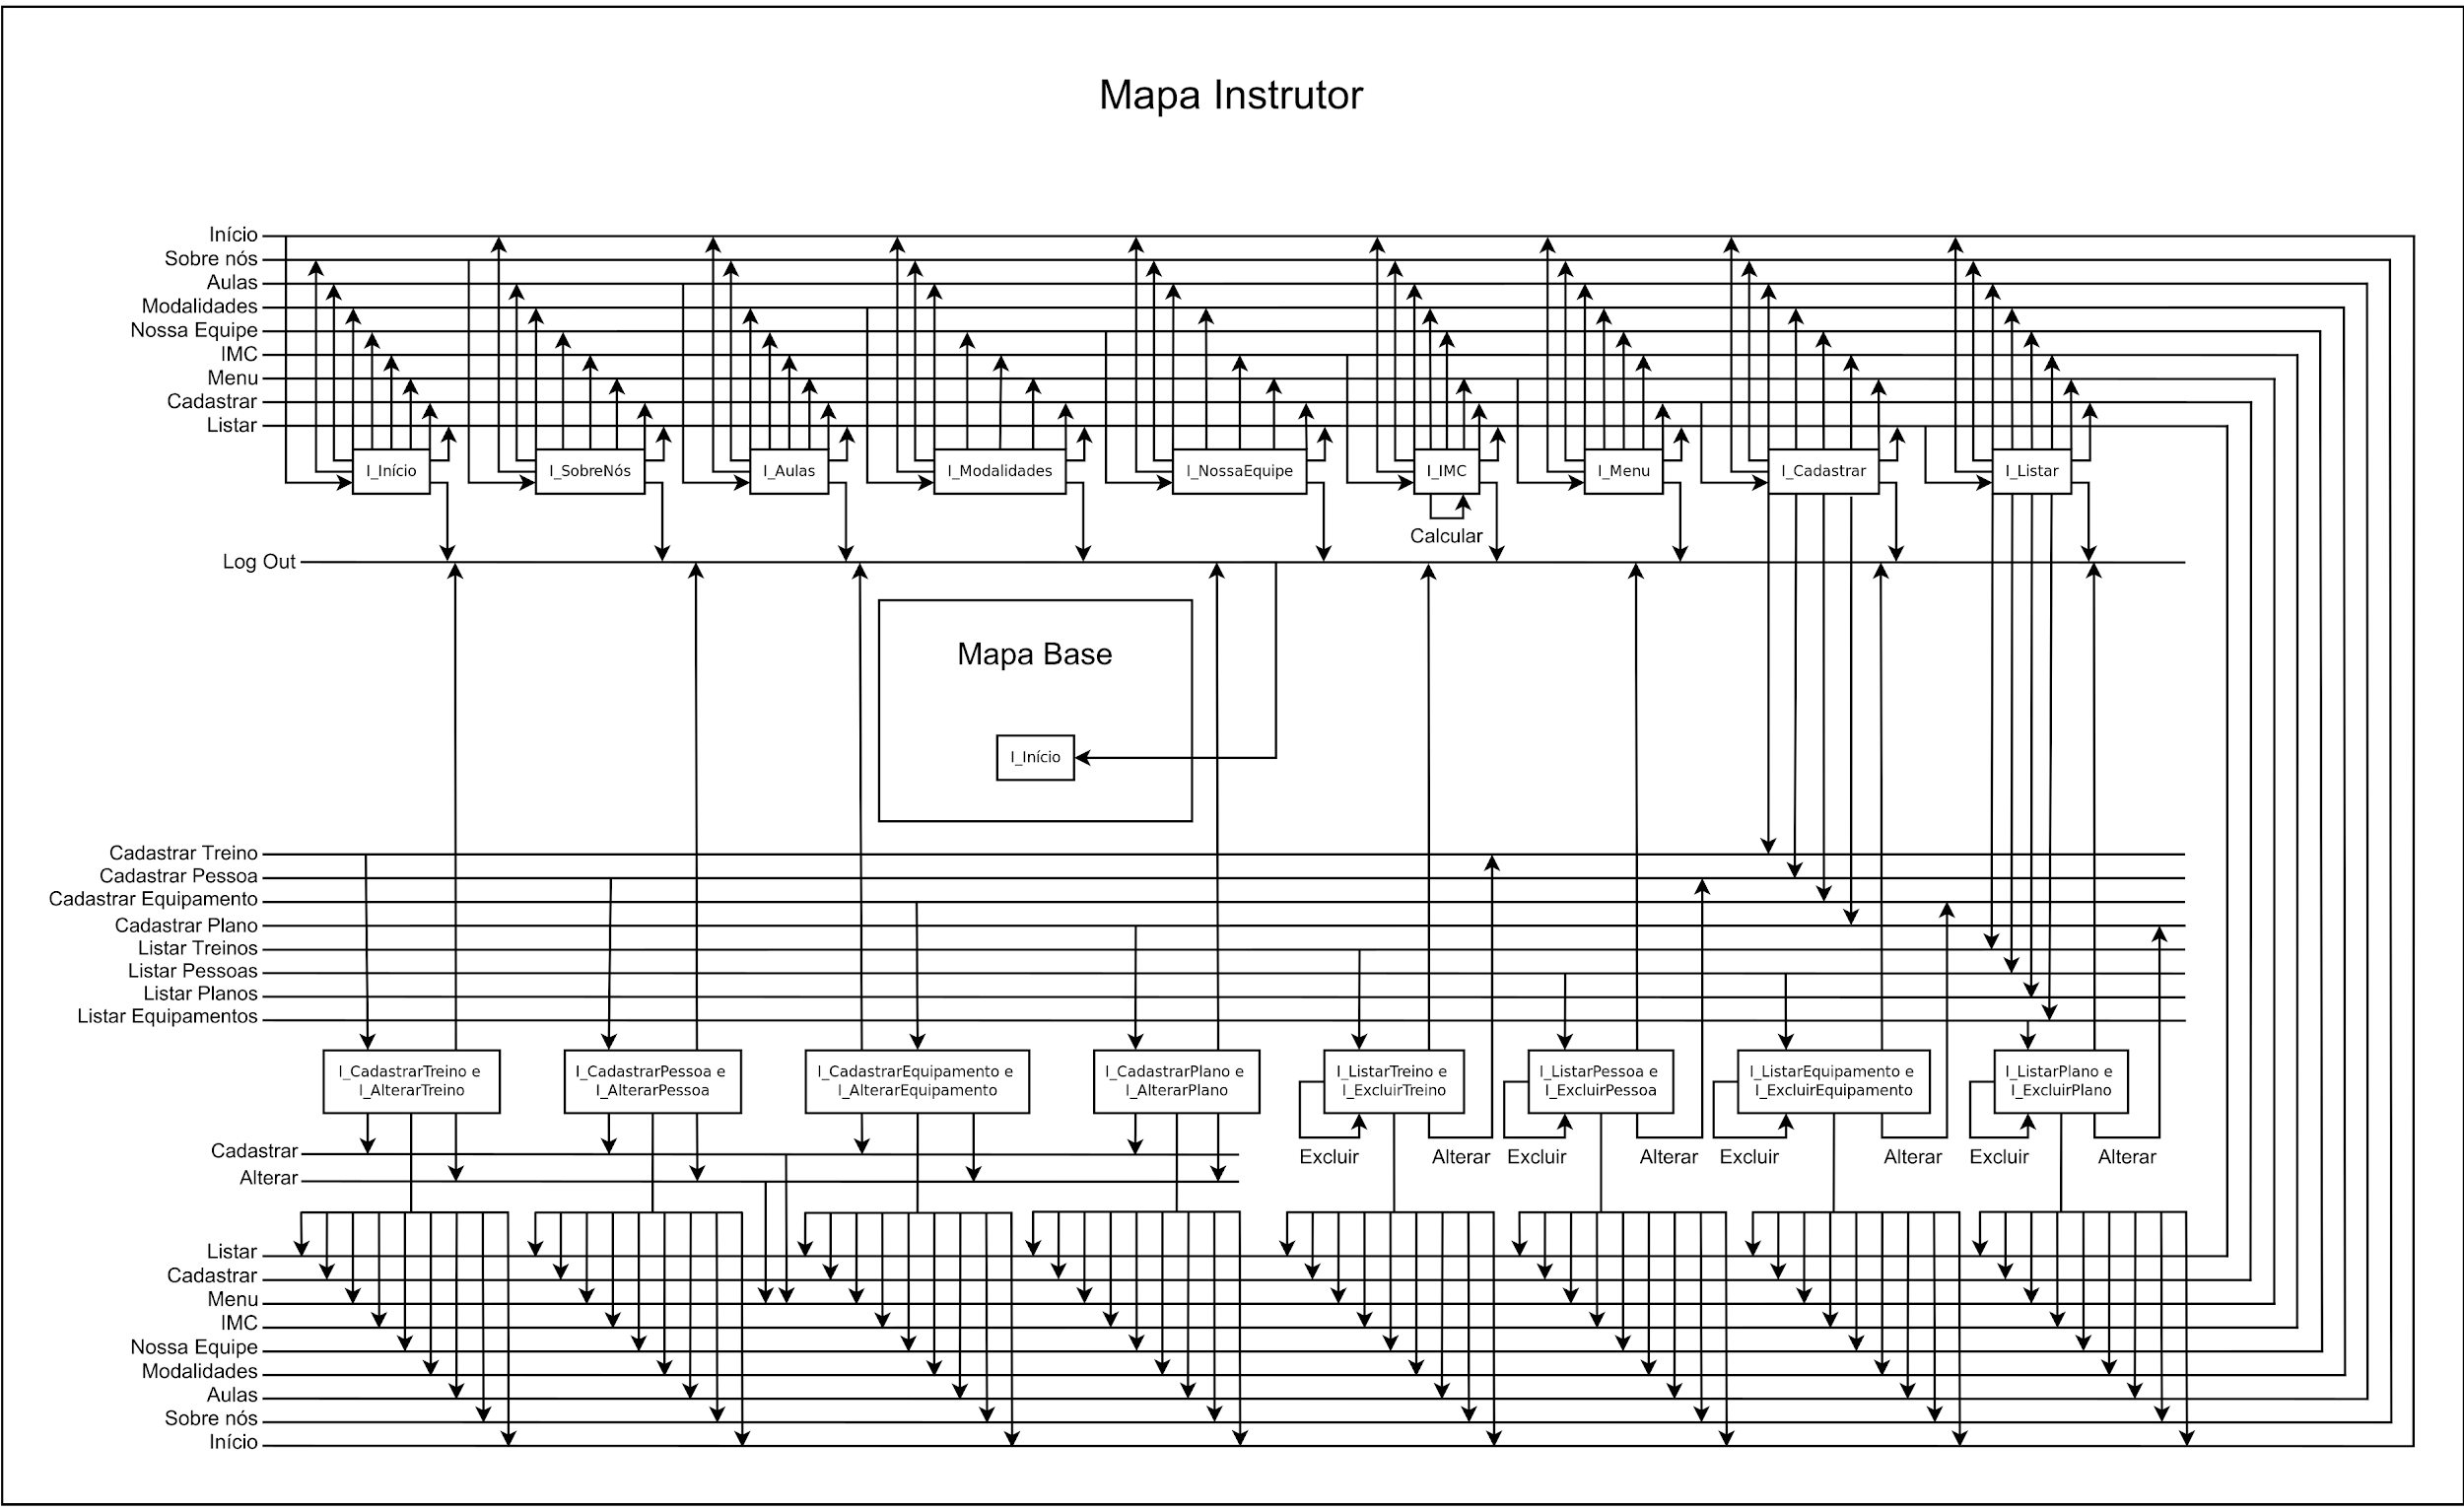 Mapa Instrutor
Início
Sobre nós
Aulas
Modalidades
Nossa Equipe
IMC
Menu
Cadastrar
Listar
I_Início
I_SobreNós
I_Aulas
I_Modalidades
I_NossaEquipe
I_IMC
I_Menu
I_Cadastrar
I_Listar
Calcular
Log Out
Mapa Base
I_Início
Cadastrar Treino
Cadastrar Pessoa
Cadastrar Equipamento
Cadastrar Plano
Listar Treinos
Listar Pessoas
Listar Planos
Listar Equipamentos
I_CadastrarTreino e
I_AlterarTreino
I_CadastrarPessoa e
I_AlterarPessoa
I_CadastrarEquipamento e
I_AlterarEquipamento
I_CadastrarPlano e
I_AlterarPlano
I_ListarTreino e
I_ExcluirTreino
I_ListarPessoa e
I_ExcluirPessoa
I_ListarEquipamento e
I_ExcluirEquipamento
I_ListarPlano e
I_ExcluirPlano
Cadastrar
Alterar
Excluir
Alterar
Excluir
Alterar
Excluir
Alterar
Excluir
Alterar
Listar
Cadastrar
Menu
IMC
Nossa Equipe
Modalidades
Aulas
Sobre nós
Início